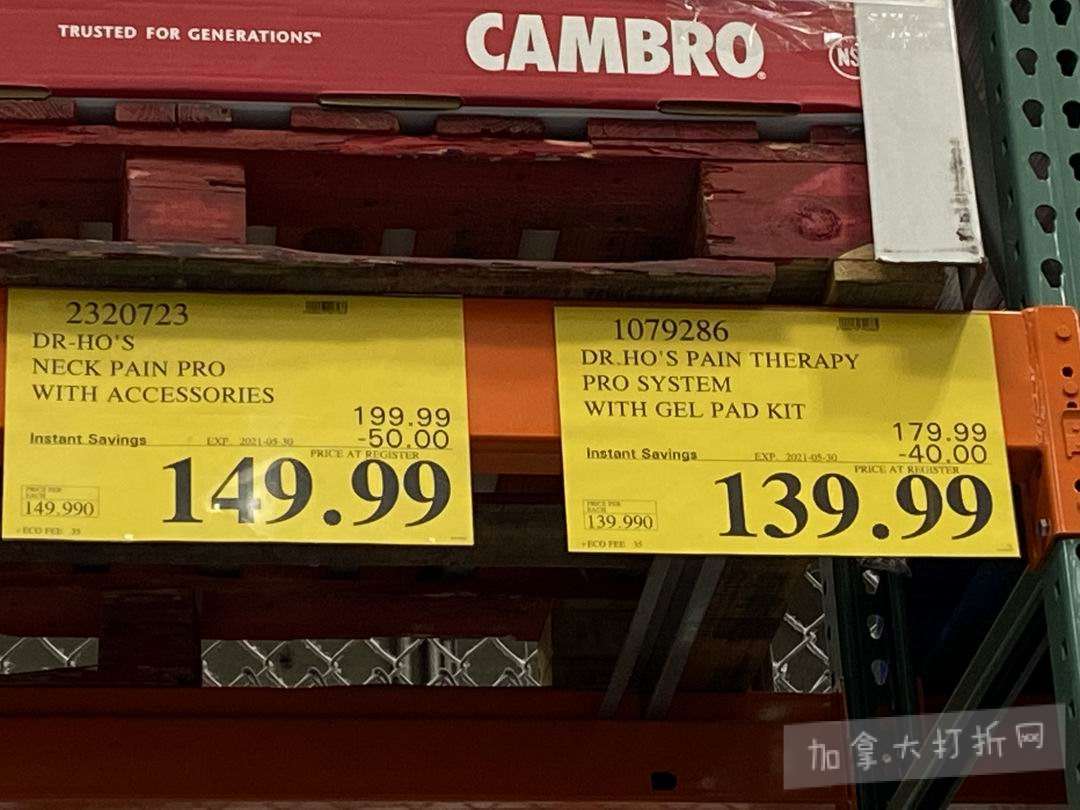 TRUSTED FOR GENERATIONS™
CAMBRO®
NS
2320723
DR-HO'S
NECK PAIN PRO
WITH ACCESSORIES
199.99
Instant Savings EXP. 2021-05-30 -50.00
PRICE AT REGISTER
149.99
PRICE PER
EACH
149.990
+ECO FEE .35
1079286
DR.HO'S PAIN THERAPY
PRO SYSTEM
WITH GEL PAD KIT
179.99
Instant Savings EXP. 2021-05-30 -40.00
PRICE AT REGISTER
139.99
PRICE PER
EACH
139.990
+ECO FEE .35
加拿大打折网